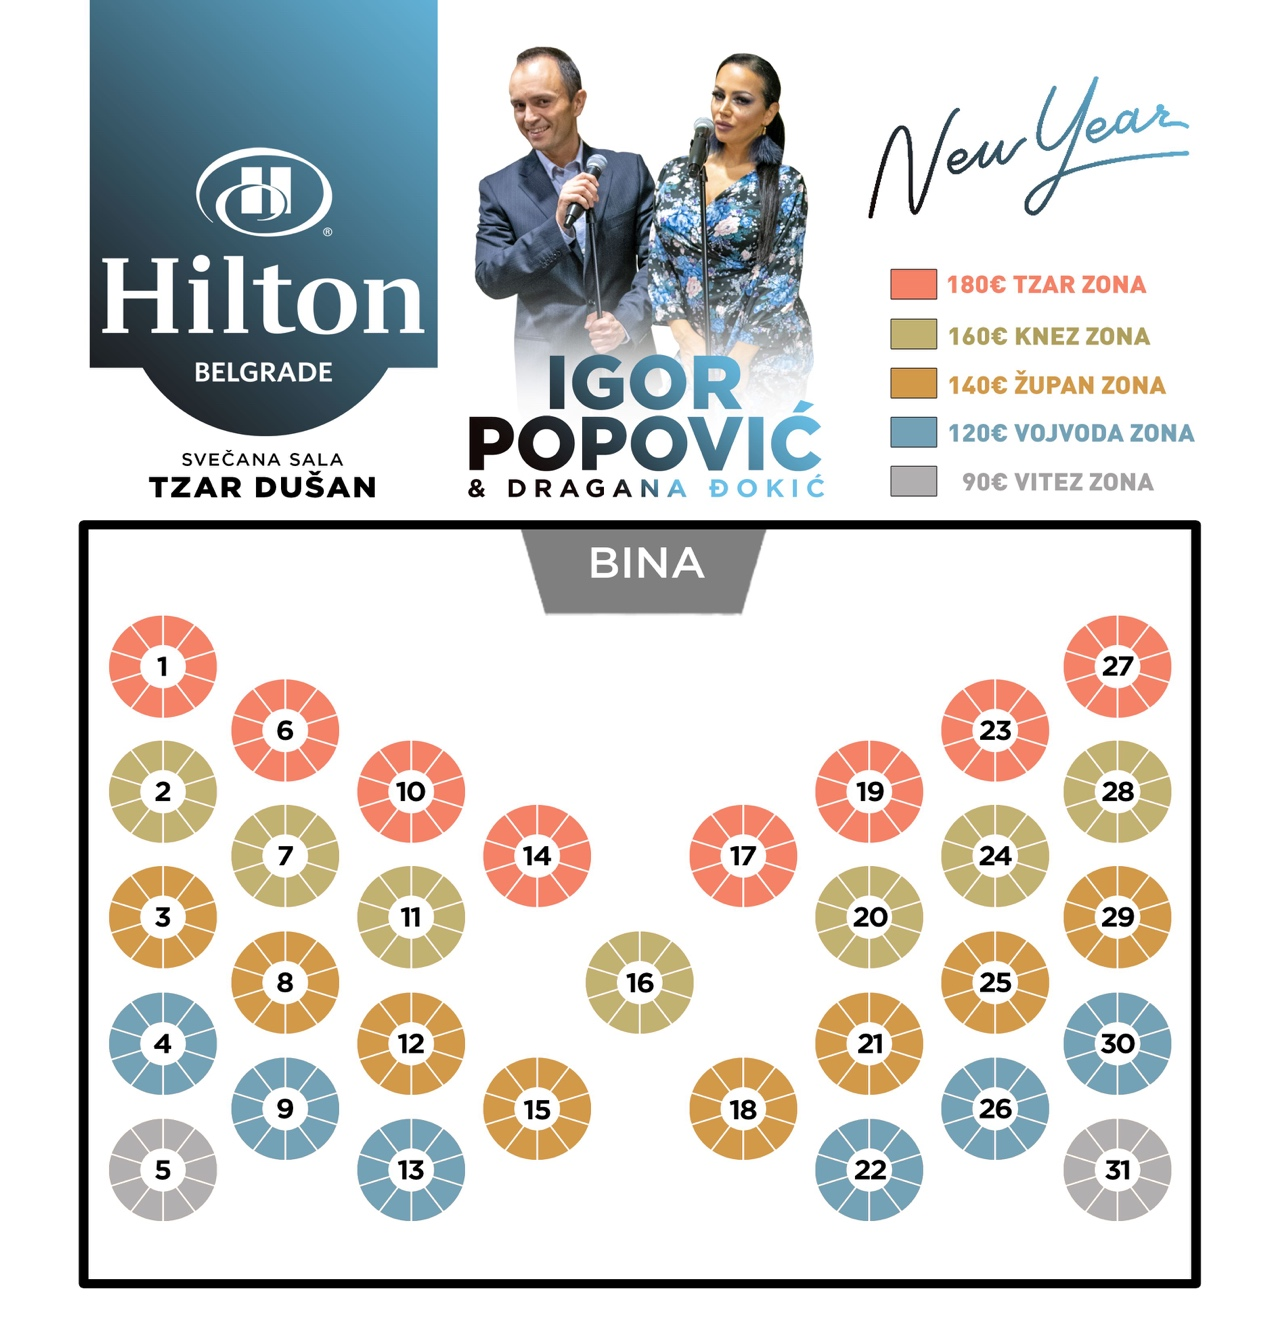 Hilton
®
BELGRADE
SVEČANA SALA
TZAR DUŠAN
IGOR
POPOVIĆ
& DRAGANA ĐOKIĆ
New Year
180€ TZAR ZONA
160€ KNEZ ZONA
140€ ŽUPAN ZONA
120€ VOJVODA ZONA
90€ VITEZ ZONA
BINA
1
27
6
23
2
10
19
28
7
14
17
24
3
11
20
29
8
16
25
4
12
21
30
9
15
18
26
5
13
22
31